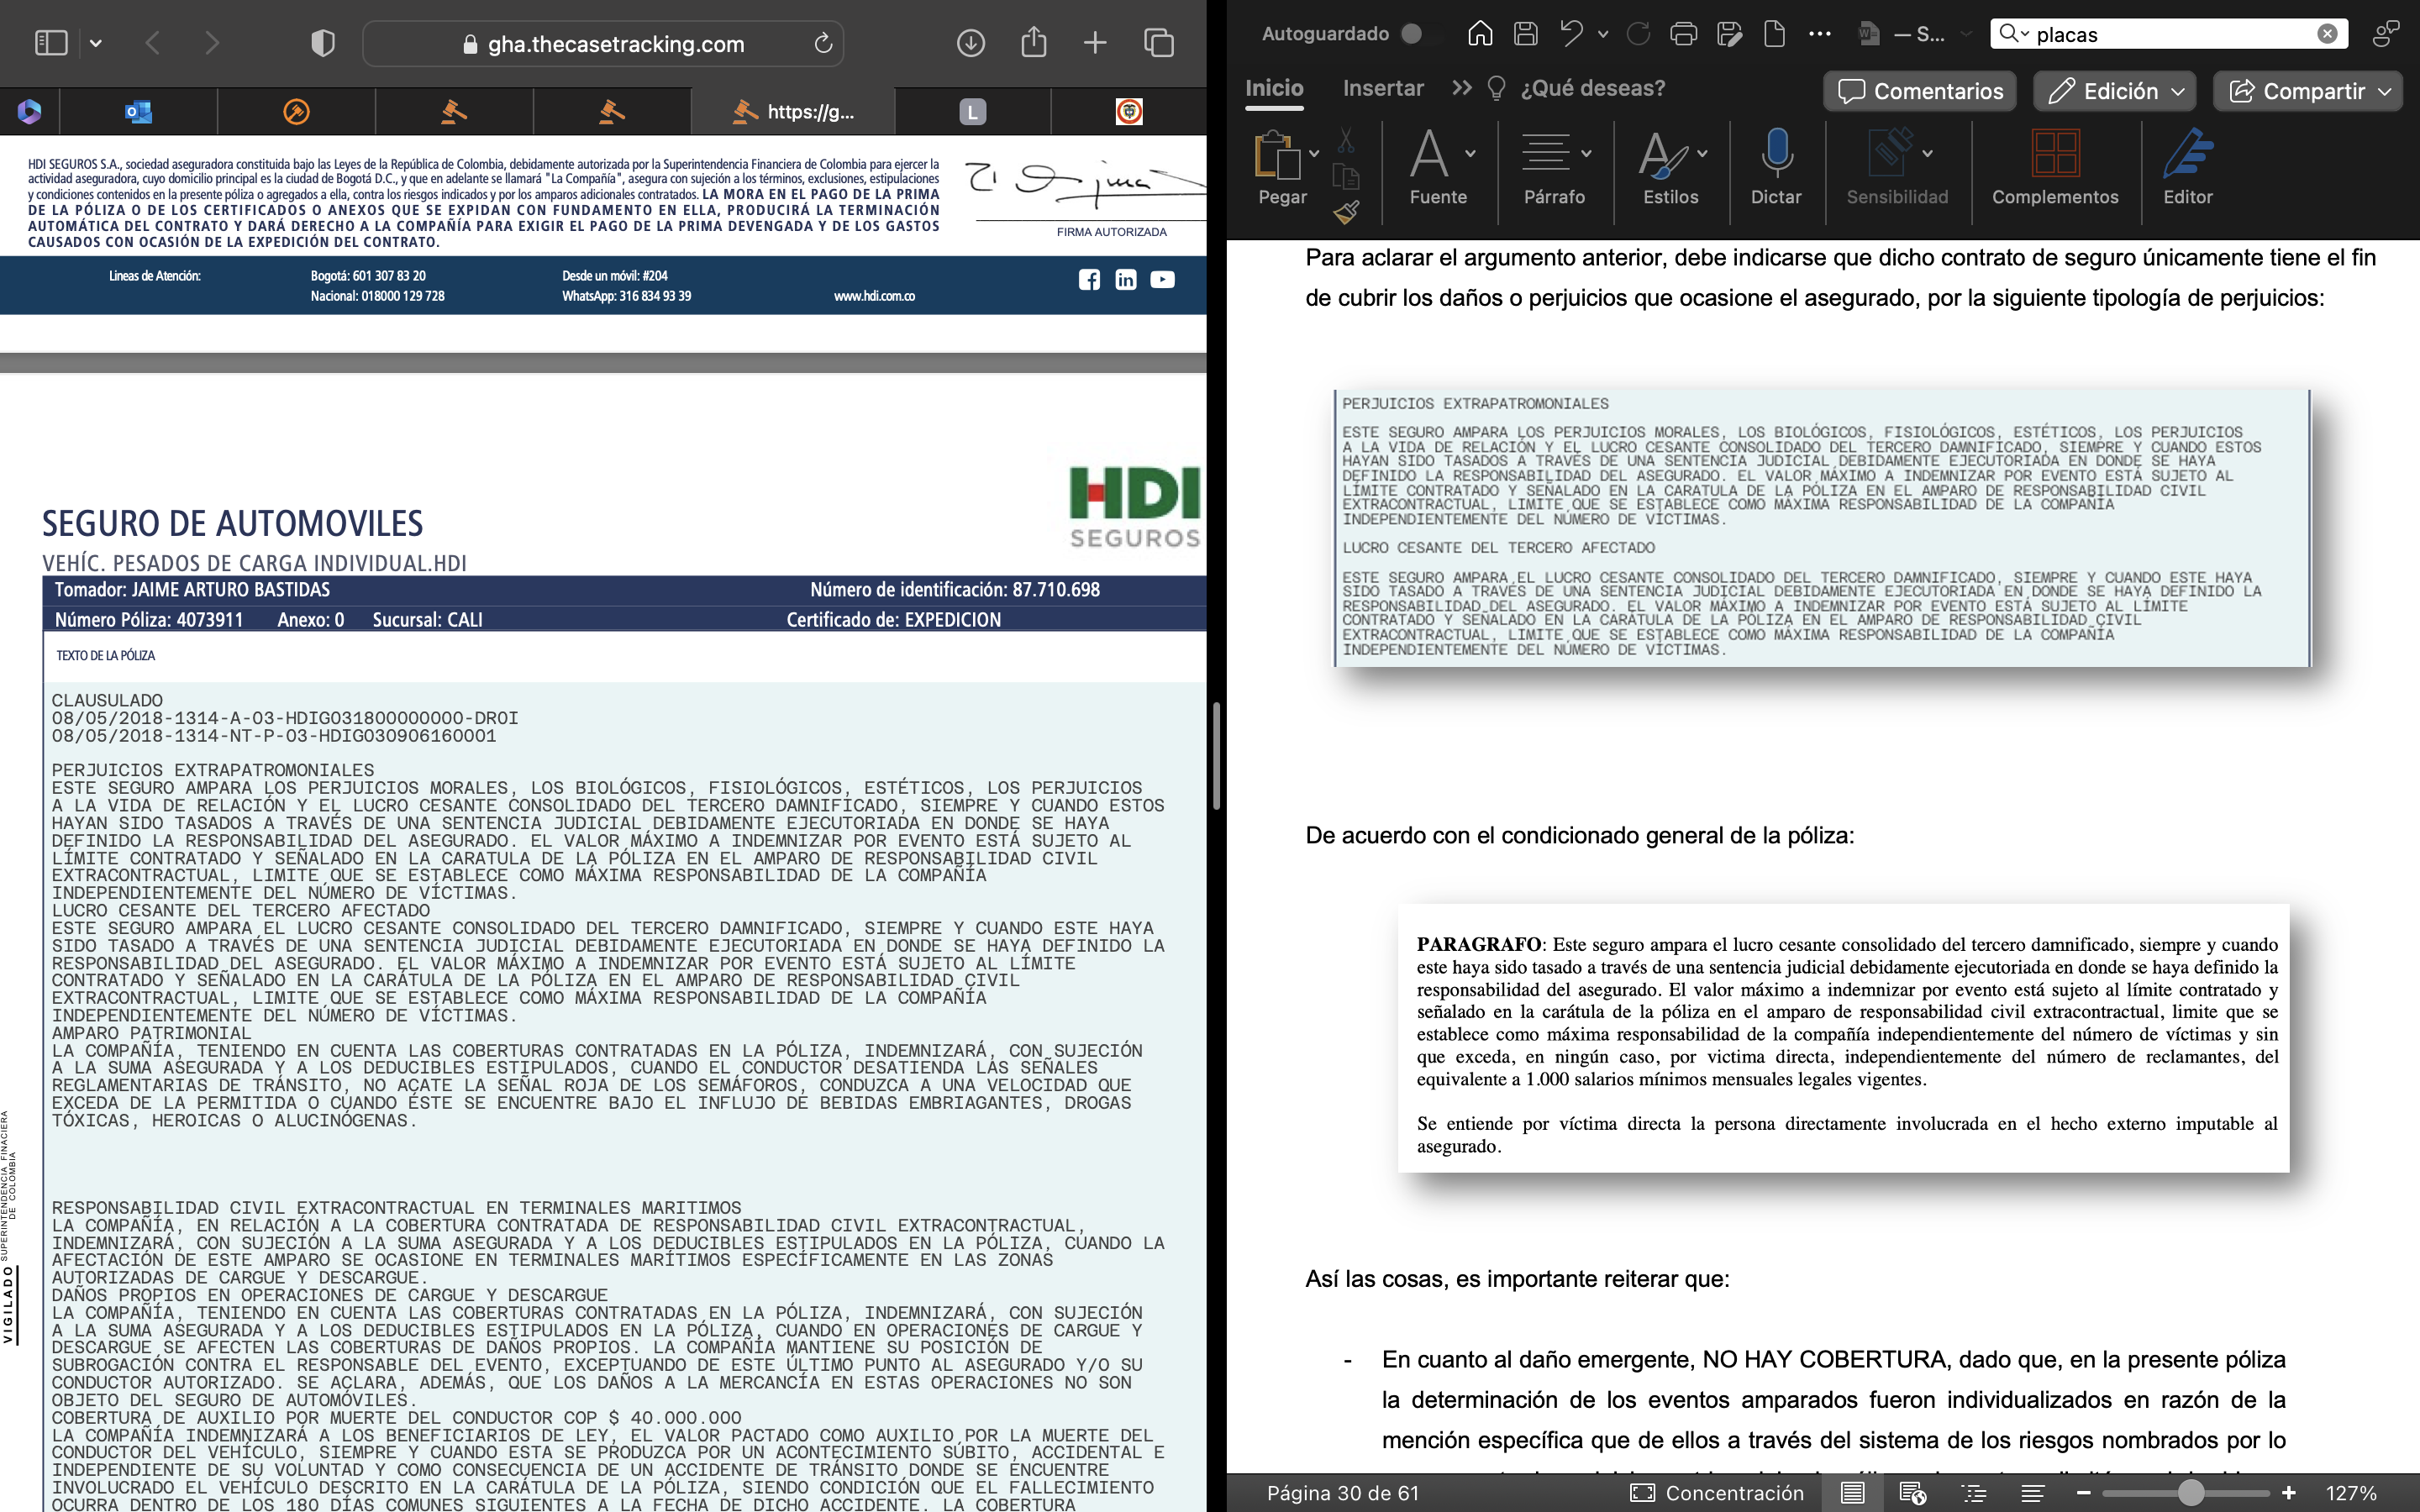 gha.thecasetracking.com
https://g...
L
HDI SEGUROS S.A., sociedad aseguradora constituida bajo las Leyes de la República de Colombia, debidamente autorizada por la Superintendencia Financiera de Colombia para ejercer la
actividad aseguradora, cuyo domicilio principal es la ciudad de Bogotá D.C., y que en adelante se llamará "La Compañía", asegura con sujeción a los términos, exclusiones, estipulaciones
y condiciones contenidos en la presente póliza o agregados a ella, contra los riesgos indicados y por los amparos adicionales contratados. LA MORA EN EL PAGO DE LA PRIMA
DE LA PÓLIZA O DE LOS CERTIFICADOS O ANEXOS QUE SE EXPIDAN CON FUNDAMENTO EN ELLA, PRODUCIRÁ LA TERMINACIÓN
AUTOMÁTICA DEL CONTRATO Y DARÁ DERECHO A LA COMPAÑÍA PARA EXIGIR EL PAGO DE LA PRIMA DEVENGADA Y DE LOS GASTOS
CAUSADOS CON OCASIÓN DE LA EXPEDICIÓN DEL CONTRATO.
FIRMA AUTORIZADA
Lineas de Atención:
Bogotá: 601 307 83 20
Nacional: 018000 129 728
Desde un móvil: #204
WhatsApp: 316 834 93 39
www.hdi.com.co
HDI
SEGUROS
SEGURO DE AUTOMOVILES
VEHÍC. PESADOS DE CARGA INDIVIDUAL.HDI
Tomador: JAIME ARTURO BASTIDAS Número de identificación: 87.710.698
Número Póliza: 4073911 Anexo: 0 Sucursal: CALI Certificado de: EXPEDICION
TEXTO DE LA PÓLIZA
CLAUSULADO
08/05/2018-1314-A-03-HDIG031800000000-DROI
08/05/2018-1314-NT-P-03-HDIG030906160001
PERJUICIOS EXTRAPATROMONIALES
ESTE SEGURO AMPARA LOS PERJUICIOS MORALES, LOS BIOLÓGICOS, FISIOLÓGICOS, ESTÉTICOS, LOS PERJUICIOS
A LA VIDA DE RELACIÓN Y EL LUCRO CESANTE CONSOLIDADO DEL TERCERO DAMNIFICADO, SIEMPRE Y CUANDO ESTOS
HAYAN SIDO TASADOS A TRAVÉS DE UNA SENTENCIA JUDICIAL DEBIDAMENTE EJECUTORIADA EN DONDE SE HAYA
DEFINIDO LA RESPONSABILIDAD DEL ASEGURADO. EL VALOR MÁXIMO A INDEMNIZAR POR EVENTO ESTÁ SUJETO AL
LÍMITE CONTRATADO Y SEÑALADO EN LA CARATULA DE LA PÓLIZA EN EL AMPARO DE RESPONSABILIDAD CIVIL
EXTRACONTRACTUAL, LIMITE QUE SE ESTABLECE COMO MÁXIMA RESPONSABILIDAD DE LA COMPAÑÍA
INDEPENDIENTEMENTE DEL NÚMERO DE VÍCTIMAS.
LUCRO CESANTE DEL TERCERO AFECTADO
ESTE SEGURO AMPARA EL LUCRO CESANTE CONSOLIDADO DEL TERCERO DAMNIFICADO, SIEMPRE Y CUANDO ESTE HAYA
SIDO TASADO A TRAVÉS DE UNA SENTENCIA JUDICIAL DEBIDAMENTE EJECUTORIADA EN DONDE SE HAYA DEFINIDO LA
RESPONSABILIDAD DEL ASEGURADO. EL VALOR MÁXIMO A INDEMNIZAR POR EVENTO ESTÁ SUJETO AL LÍMITE
CONTRATADO Y SEÑALADO EN LA CARÁTULA DE LA PÓLIZA EN EL AMPARO DE RESPONSABILIDAD CIVIL
EXTRACONTRACTUAL, LIMITE QUE SE ESTABLECE COMO MÁXIMA RESPONSABILIDAD DE LA COMPAÑÍA
INDEPENDIENTEMENTE DEL NÚMERO DE VÍCTIMAS.
AMPARO PATRIMONIAL
LA COMPAÑÍA, TENIENDO EN CUENTA LAS COBERTURAS CONTRATADAS EN LA PÓLIZA, INDEMNIZARÁ, CON SUJECIÓN
A LA SUMA ASEGURADA Y A LOS DEDUCIBLES ESTIPULADOS, CUANDO EL CONDUCTOR DESATIENDA LAS SEÑALES
REGLAMENTARIAS DE TRÁNSITO, NO ACATE LA SEÑAL ROJA DE LOS SEMÁFOROS, CONDUZCA A UNA VELOCIDAD QUE
EXCEDA DE LA PERMITIDA O CUANDO ÉSTE SE ENCUENTRE BAJO EL INFLUJO DE BEBIDAS EMBRIAGANTES, DROGAS
TÓXICAS, HEROICAS O ALUCINÓGENAS.
RESPONSABILIDAD CIVIL EXTRACONTRACTUAL EN TERMINALES MARITIMOS
LA COMPAÑÍA, EN RELACIÓN A LA COBERTURA CONTRATADA DE RESPONSABILIDAD CIVIL EXTRACONTRACTUAL,
INDEMNIZARÁ, CON SUJECIÓN A LA SUMA ASEGURADA Y A LOS DEDUCIBLES ESTIPULADOS EN LA PÓLIZA, CUANDO LA
AFECTACIÓN DE ESTE AMPARO SE OCASIONE EN TERMINALES MARÍTIMOS ESPECÍFICAMENTE EN LAS ZONAS
AUTORIZADAS DE CARGUE Y DESCARGUE.
DAÑOS PROPIOS EN OPERACIONES DE CARGUE Y DESCARGUE
LA COMPAÑÍA, TENIENDO EN CUENTA LAS COBERTURAS CONTRATADAS EN LA PÓLIZA, INDEMNIZARÁ, CON SUJECIÓN
A LA SUMA ASEGURADA Y A LOS DEDUCIBLES ESTIPULADOS EN LA PÓLIZA, CUANDO EN OPERACIONES DE CARGUE Y
DESCARGUE SE AFECTEN LAS COBERTURAS DE DAÑOS PROPIOS. LA COMPAÑÍA MANTIENE SU POSICIÓN DE
SUBROGACIÓN CONTRA EL RESPONSABLE DEL EVENTO, EXCEPTUANDO DE ESTE ÚLTIMO PUNTO AL ASEGURADO Y/O SU
CONDUCTOR AUTORIZADO. SE ACLARA, ADEMÁS, QUE LOS DAÑOS A LA MERCANCÍA EN ESTAS OPERACIONES NO SON
OBJETO DEL SEGURO DE AUTOMÓVILES.
COBERTURA DE AUXILIO POR MUERTE DEL CONDUCTOR COP $ 40.000.000
LA COMPAÑÍA INDEMNIZARÁ A LOS BENEFICIARIOS DE LEY, EL VALOR PACTADO COMO AUXILIO POR LA MUERTE DEL
CONDUCTOR DEL VEHÍCULO, SIEMPRE Y CUANDO ESTA SE PRODUZCA POR UN ACONTECIMIENTO SÚBITO, ACCIDENTAL E
INDEPENDIENTE DE SU VOLUNTAD Y COMO CONSECUENCIA DE UN ACCIDENTE DE TRÁNSITO DONDE SE ENCUENTRE
INVOLUCRADO EL VEHÍCULO DESCRITO EN LA CARÁTULA DE LA PÓLIZA, SIENDO CONDICIÓN QUE EL FALLECIMIENTO
OCURRA DENTRO DE LOS 180 DÍAS COMUNES SIGUIENTES A LA FECHA DE DICHO ACCIDENTE. LA COBERTURA
VIGILADO SUPERINTENDENCIA FINACIERA
DE COLOMBIA
Autoguardado
— S...
placas
Inicio
Insertar
¿Qué deseas?
Comentarios
Edición
Compartir
Pegar
Fuente
Párrafo
Estilos
Dictar
Sensibilidad
Complementos
Editor
Para aclarar el argumento anterior, debe indicarse que dicho contrato de seguro únicamente tiene el fin
de cubrir los daños o perjuicios que ocasione el asegurado, por la siguiente tipología de perjuicios:
PERJUICIOS EXTRAPATROMONIALES
ESTE SEGURO AMPARA LOS PERJUICIOS MORALES, LOS BIOLÓGICOS, FISIOLÓGICOS, ESTÉTICOS, LOS PERJUICIOS
A LA VIDA DE RELACIÓN Y EL LUCRO CESANTE CONSOLIDADO DEL TERCERO DAMNIFICADO, SIEMPRE Y CUANDO ESTOS
HAYAN SIDO TASADOS A TRAVÉS DE UNA SENTENCIA JUDICIAL DEBIDAMENTE EJECUTORIADA EN DONDE SE HAYA
DEFINIDO LA RESPONSABILIDAD DEL ASEGURADO. EL VALOR MÁXIMO A INDEMNIZAR POR EVENTO ESTÁ SUJETO AL
LÍMITE CONTRATADO Y SEÑALADO EN LA CARATULA DE LA PÓLIZA EN EL AMPARO DE RESPONSABILIDAD CIVIL
EXTRACONTRACTUAL, LIMITE QUE SE ESTABLECE COMO MÁXIMA RESPONSABILIDAD DE LA COMPAÑÍA
INDEPENDIENTEMENTE DEL NÚMERO DE VÍCTIMAS.
LUCRO CESANTE DEL TERCERO AFECTADO
ESTE SEGURO AMPARA EL LUCRO CESANTE CONSOLIDADO DEL TERCERO DAMNIFICADO, SIEMPRE Y CUANDO ESTE HAYA
SIDO TASADO A TRAVÉS DE UNA SENTENCIA JUDICIAL DEBIDAMENTE EJECUTORIADA EN DONDE SE HAYA DEFINIDO LA
RESPONSABILIDAD DEL ASEGURADO. EL VALOR MÁXIMO A INDEMNIZAR POR EVENTO ESTÁ SUJETO AL LÍMITE
CONTRATADO Y SEÑALADO EN LA CARÁTULA DE LA PÓLIZA EN EL AMPARO DE RESPONSABILIDAD CIVIL
EXTRACONTRACTUAL, LIMITE QUE SE ESTABLECE COMO MÁXIMA RESPONSABILIDAD DE LA COMPAÑÍA
INDEPENDIENTEMENTE DEL NÚMERO DE VÍCTIMAS.
De acuerdo con el condicionado general de la póliza:
PARAGRAFO: Este seguro ampara el lucro cesante consolidado del tercero damnificado, siempre y cuando
este haya sido tasado a través de una sentencia judicial debidamente ejecutoriada en donde se haya definido la
responsabilidad del asegurado. El valor máximo a indemnizar por evento está sujeto al límite contratado y
señalado en la carátula de la póliza en el amparo de responsabilidad civil extracontractual, limite que se
establece como máxima responsabilidad de la compañía independientemente del número de víctimas y sin
que exceda, en ningún caso, por victima directa, independientemente del número de reclamantes, del
equivalente a 1.000 salarios mínimos mensuales legales vigentes.
Se entiende por víctima directa la persona directamente involucrada en el hecho externo imputable al
asegurado.
Así las cosas, es importante reiterar que:
- En cuanto al daño emergente, NO HAY COBERTURA, dado que, en la presente póliza
la determinación de los eventos amparados fueron individualizados en razón de la
mención específica que de ellos a través del sistema de los riesgos nombrados por lo
Página 30 de 61
Concentración
127%